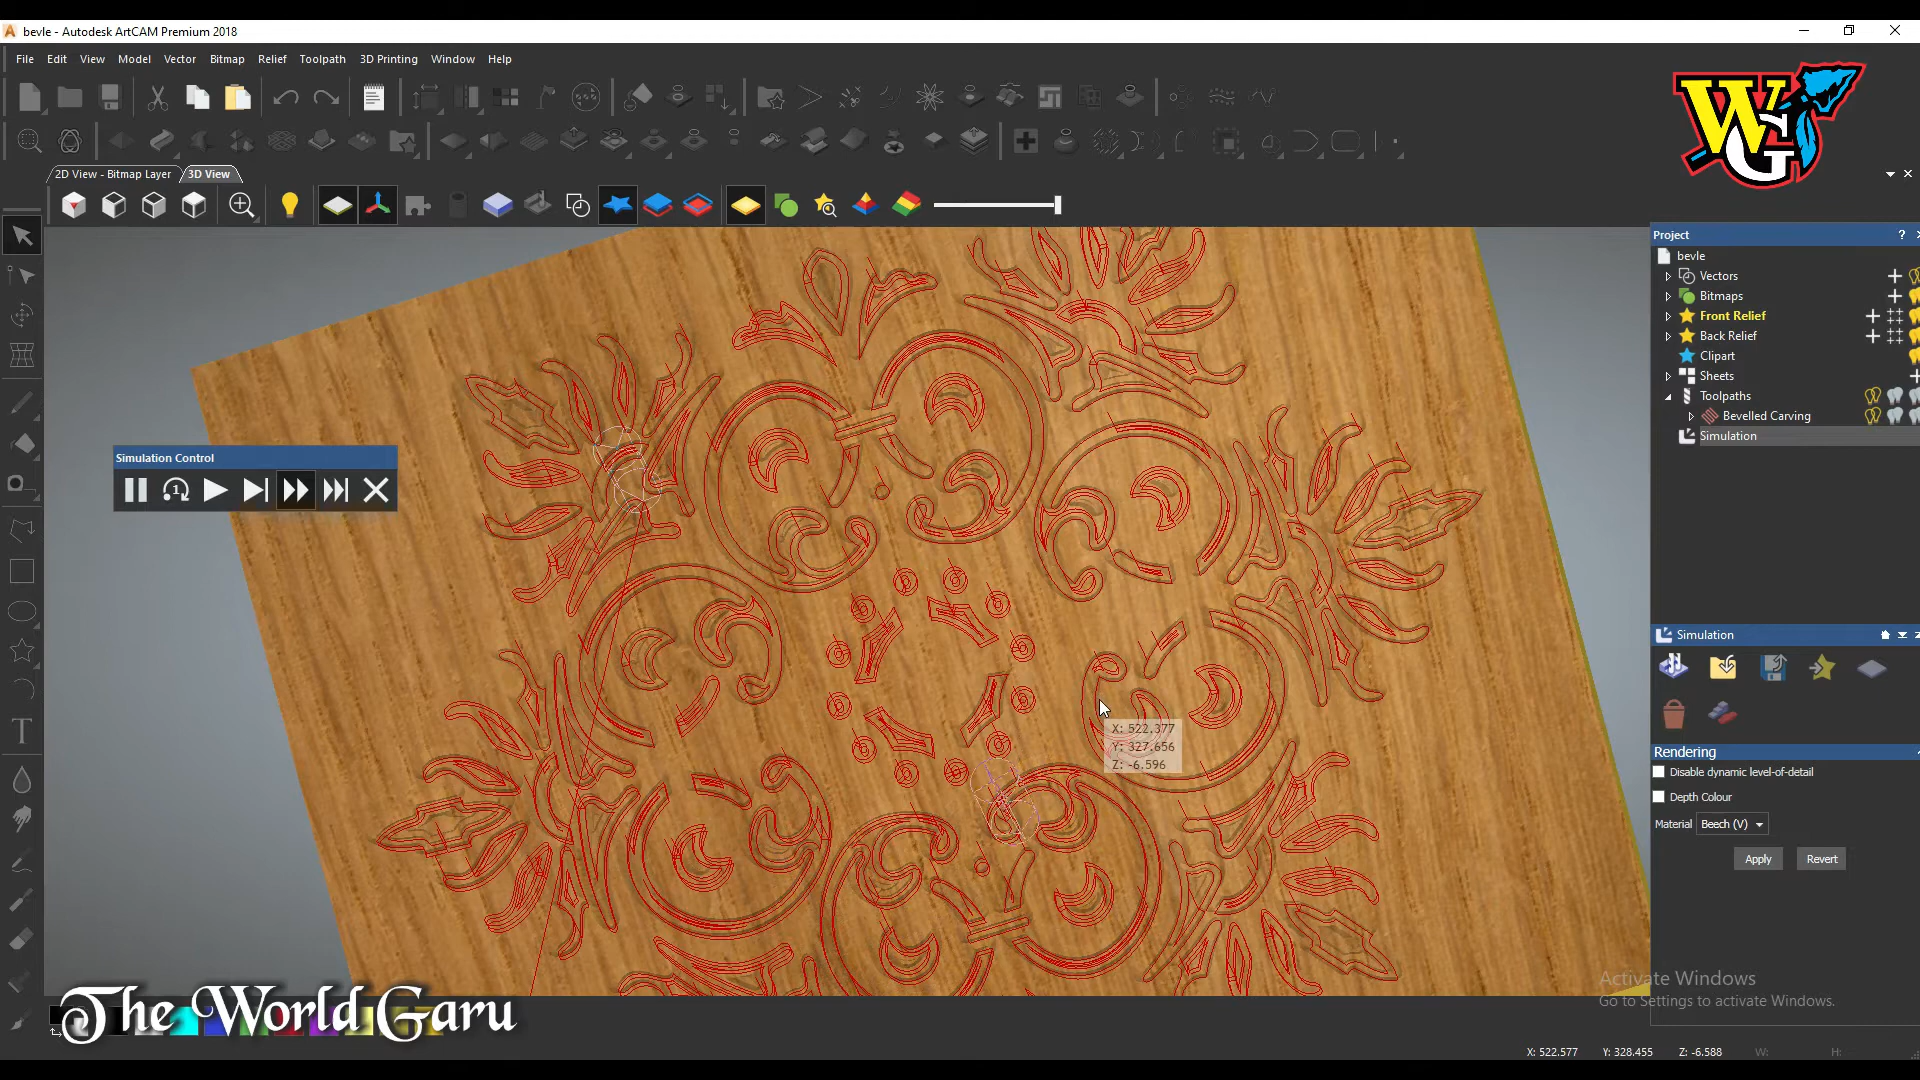 bevle - Autodesk ArtCAM Premium 2018
File Edit View Model Vector Bitmap Relief Toolpath 3D Printing Window Help
WSG
2D View - Bitmap Layer 3D View
Project ?
bevle
Vectors
Bitmaps
Front Relief
Back Relief
Clipart
Sheets
Toolpaths
Bevelled Carving
Simulation
Simulation Control
1
X: 522.377
Y: 327.656
Z: -6.596
Simulation
Rendering
Disable dynamic level-of-detail
Depth Colour
Material Beech (V)
Apply Revert
T
Activate Windows
Go to Settings to activate Windows.
The World Garu
X: 522.577 Y: 328.455 Z: -6.588 W: H: